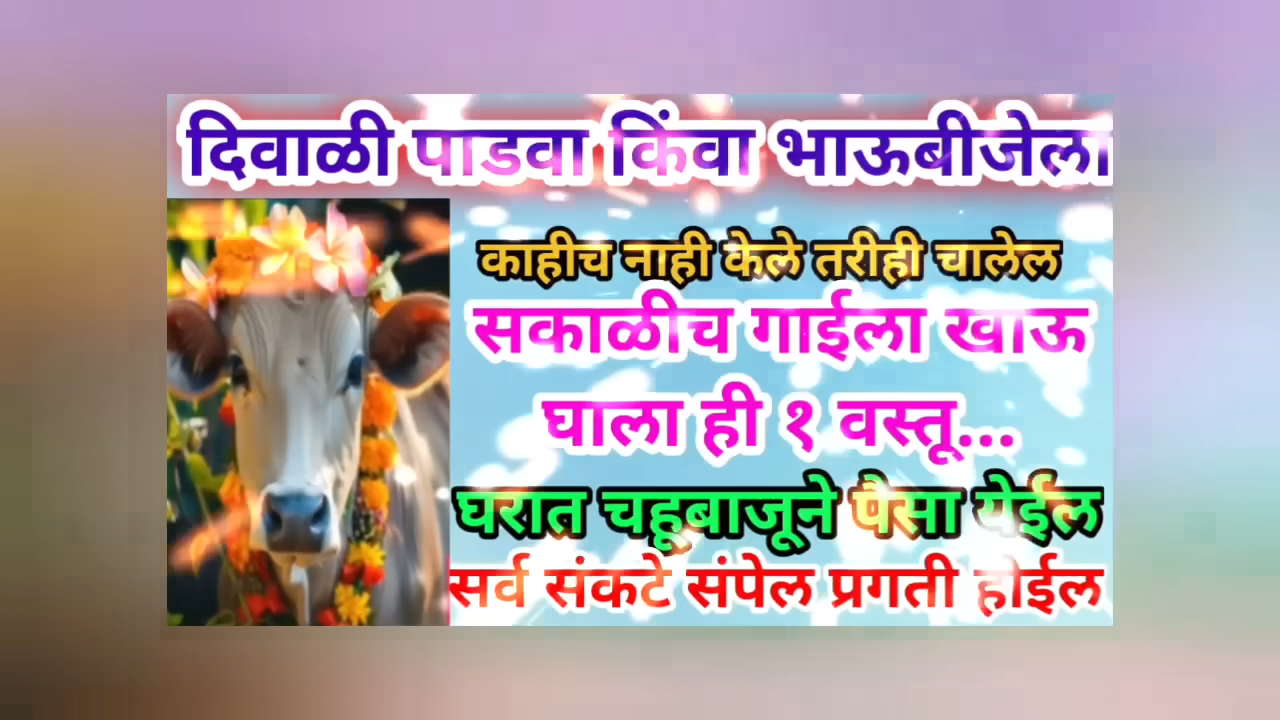 दिवाळी पाडवा किंवा भाऊबीजेला
काहीच नाही केले तरीही चालेल
सकाळीच गाईला खाऊ
घाला ही १ वस्तू...
घरात चहूबाजूने पैसा येईल
सर्व संकटे संपेल प्रगती होईल